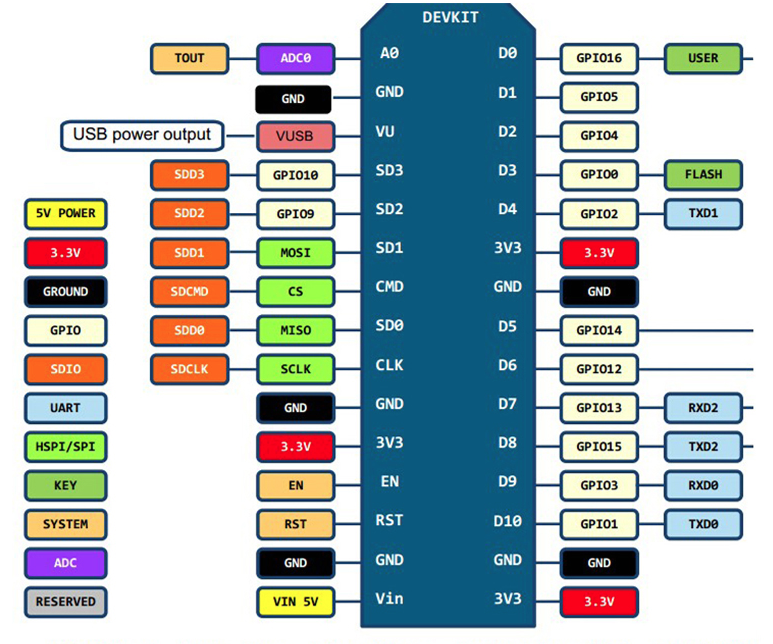 DEVKIT
TOUT ADC0 A0 D0 GPIO16 USER
GND GND D1 GPIO5
USB power output VUSB VU D2 GPIO4
SDD3 GPIO10 SD3 D3 GPIO0 FLASH
5V POWER SDD2 GPIO9 SD2 D4 GPIO2 TXD1
3.3V SDD1 MOSI SD1 3V3 3.3V
GROUND SDCMD CS CMD GND GND
GPIO SDD0 MISO SD0 D5 GPIO14
SDIO SDCLK SCLK CLK D6 GPIO12
UART GND GND D7 GPIO13 RXD2
HSPI/SPI 3.3V 3V3 D8 GPIO15 TXD2
KEY EN EN D9 GPIO3 RXD0
SYSTEM RST RST D10 GPIO1 TXD0
ADC GND GND GND GND
RESERVED VIN 5V Vin 3V3 3.3V